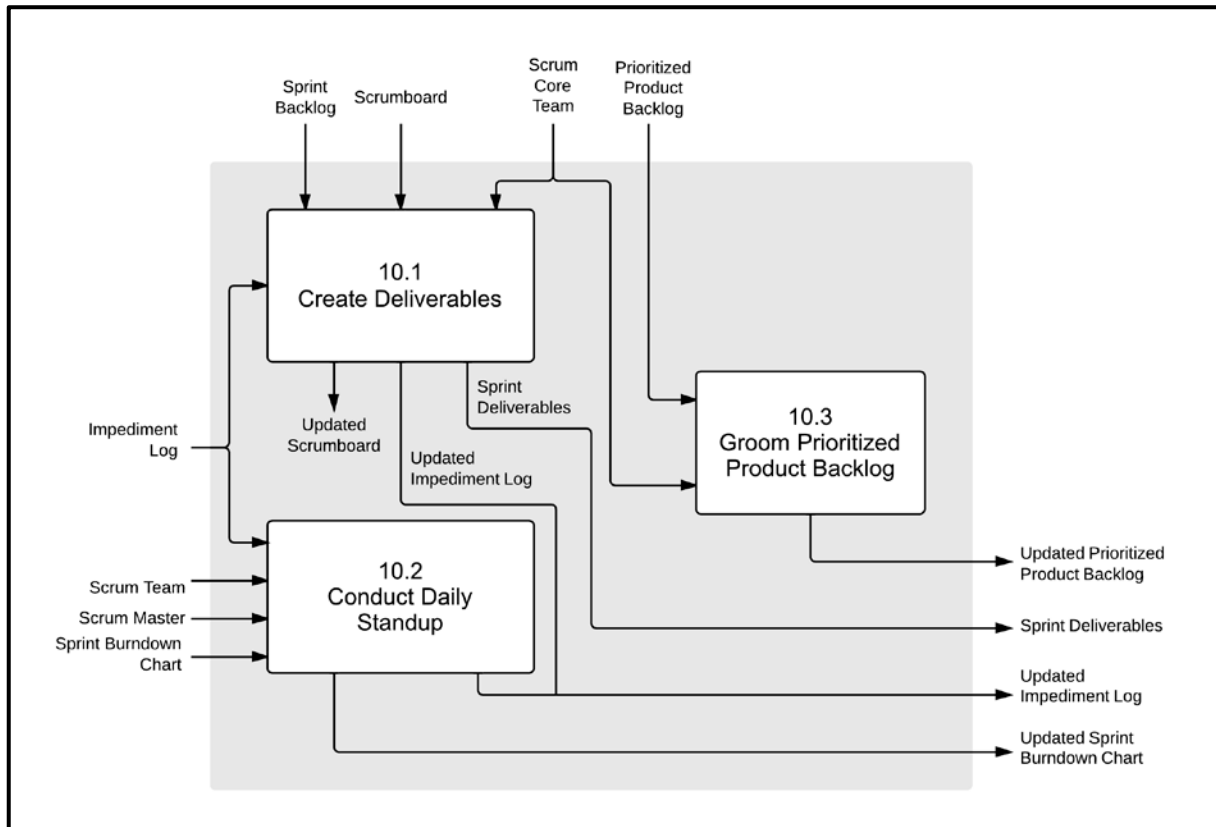 Sprint
Backlog
Scrumboard
Scrum
Core
Team
Prioritized
Product
Backlog
10.1
Create Deliverables
Sprint
Deliverables
Updated
Scrumboard
Updated
Impediment Log
Impediment
Log
10.3
Groom Prioritized
Product Backlog
10.2
Conduct Daily
Standup
Scrum Team
Scrum Master
Sprint Burndown
Chart
Updated Prioritized
Product Backlog
Sprint Deliverables
Updated
Impediment Log
Updated Sprint
Burndown Chart